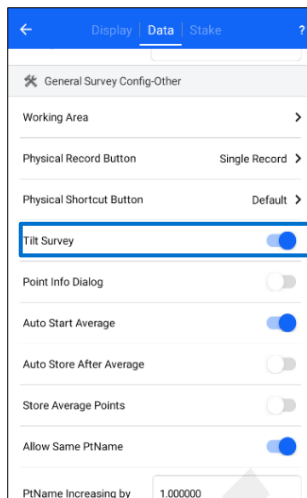 Display Data Stake ?
General Survey Config-Other
Working Area
Physical Record Button Single Record
Physical Shortcut Button Default
Tilt Survey
Point Info Dialog
Auto Start Average
Auto Store After Average
Store Average Points
Allow Same PtName
PtName Increasing by 1.000000